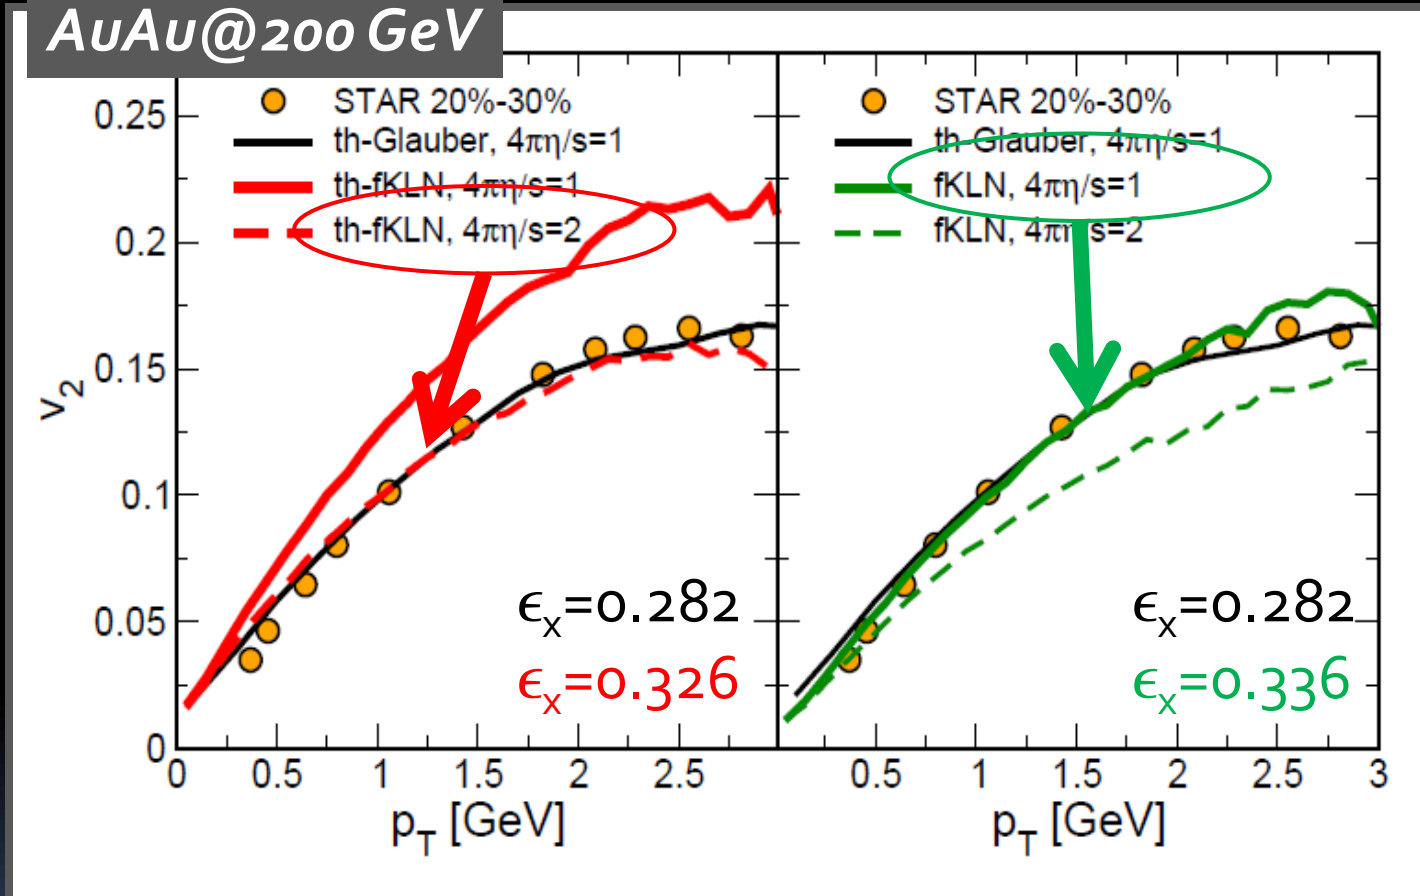 AuAu@200 GeV
STAR 20%-30%
th-Glauber, 4πη/s=1
th-fKLN, 4πη/s=1
th-fKLN, 4πη/s=2
STAR 20%-30%
th-Glauber, 4πη/s=1
fKLN, 4πη/s=1
fKLN, 4πη/s=2
0.25
0.2
0.15
0.1
0.05
0
v2
ϵx=0.282
ϵx=0.326
ϵx=0.282
ϵx=0.336
0 0.5 1 1.5 2 2.5
0.5 1 1.5 2 2.5 3
pT [GeV]
pT [GeV]